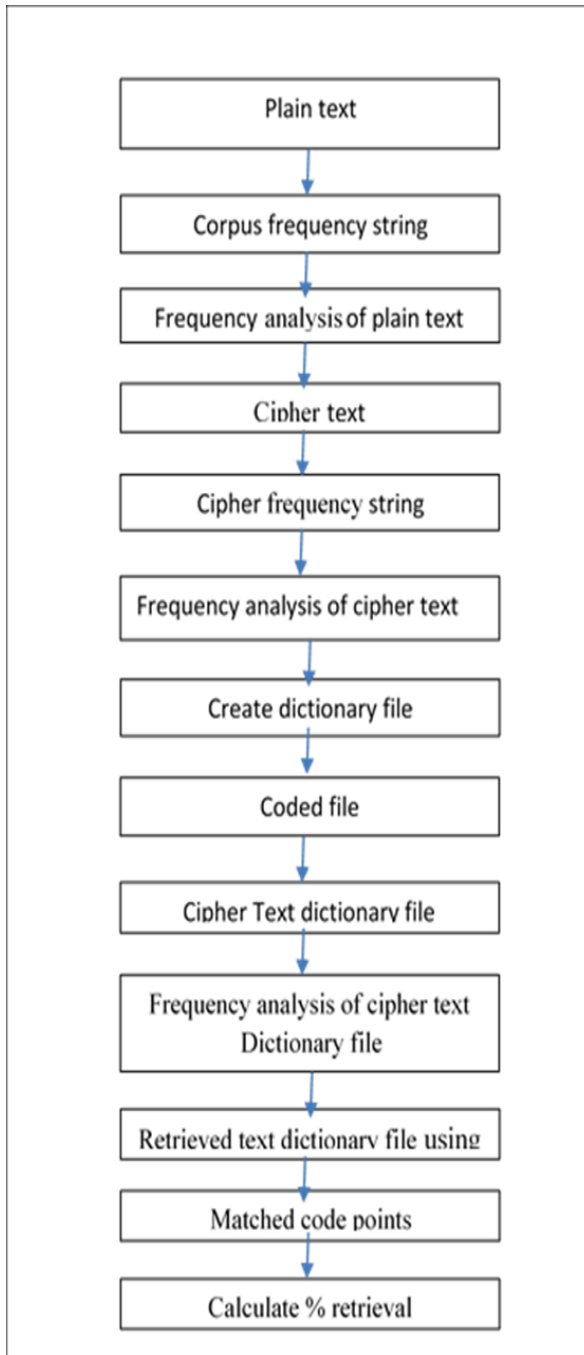 Plain text
Corpus frequency string
Frequency analysis of plain text
Cipher text
Cipher frequency string
Frequency analysis of cipher text
Create dictionary file
Coded file
Cipher Text dictionary file
Frequency analysis of cipher text
Dictionary file
Retrieved text dictionary file using
Matched code points
Calculate % retrieval